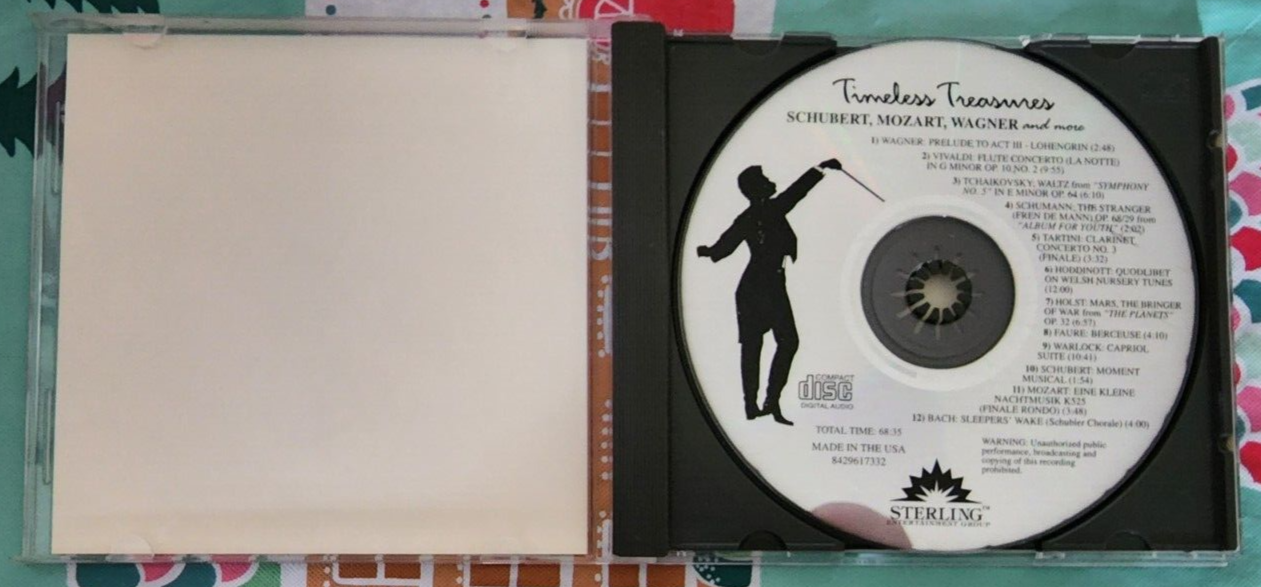 Timeless Treasures
SCHUBERT, MOZART, WAGNER and more
1) WAGNER: PRELUDE TO ACT III - LOHENGRIN (2:48)
2) VIVALDI: FLUTE CONCERTO (LA NOTTE)
IN G MINOR OP. 10, NO. 2 (9:55)
3) TCHAIKOVSKY: WALTZ from "SYMPHONY
NO. 5" IN E MINOR OP. 64 (6:10)
4) SCHUMANN: THE STRANGER
(FREN DE MANN) OP. 68/29 from
"ALBUM FOR YOUTH" (2:02)
5) TARTINI: CLARINET
CONCERTO NO. 3
(FINALE) (3:32)
6) HODDINOTT: QUODLIBET
ON WELSH NURSERY TUNES
(12:00)
7) HOLST: MARS, THE BRINGER
OF WAR from "THE PLANETS"
OP. 32 (6:57)
8) FAURE: BERCEUSE (4:10)
9) WARLOCK: CAPRIOL
SUITE (10:41)
10) SCHUBERT: MOMENT
MUSICAL (1:54)
11) MOZART: EINE KLEINE
NACHTMUSIK K525
(FINALE RONDO) (3:48)
12) BACH: SLEEPERS' WAKE (Schubler Chorale) (4:00)
COMPACT
disc
DIGITAL AUDIO
TOTAL TIME: 68:35
MADE IN THE USA
8429617332
WARNING: Unauthorized public
performance, broadcasting and
copying of this recording
prohibited.
STERLING™
ENTERTAINMENT GROUP